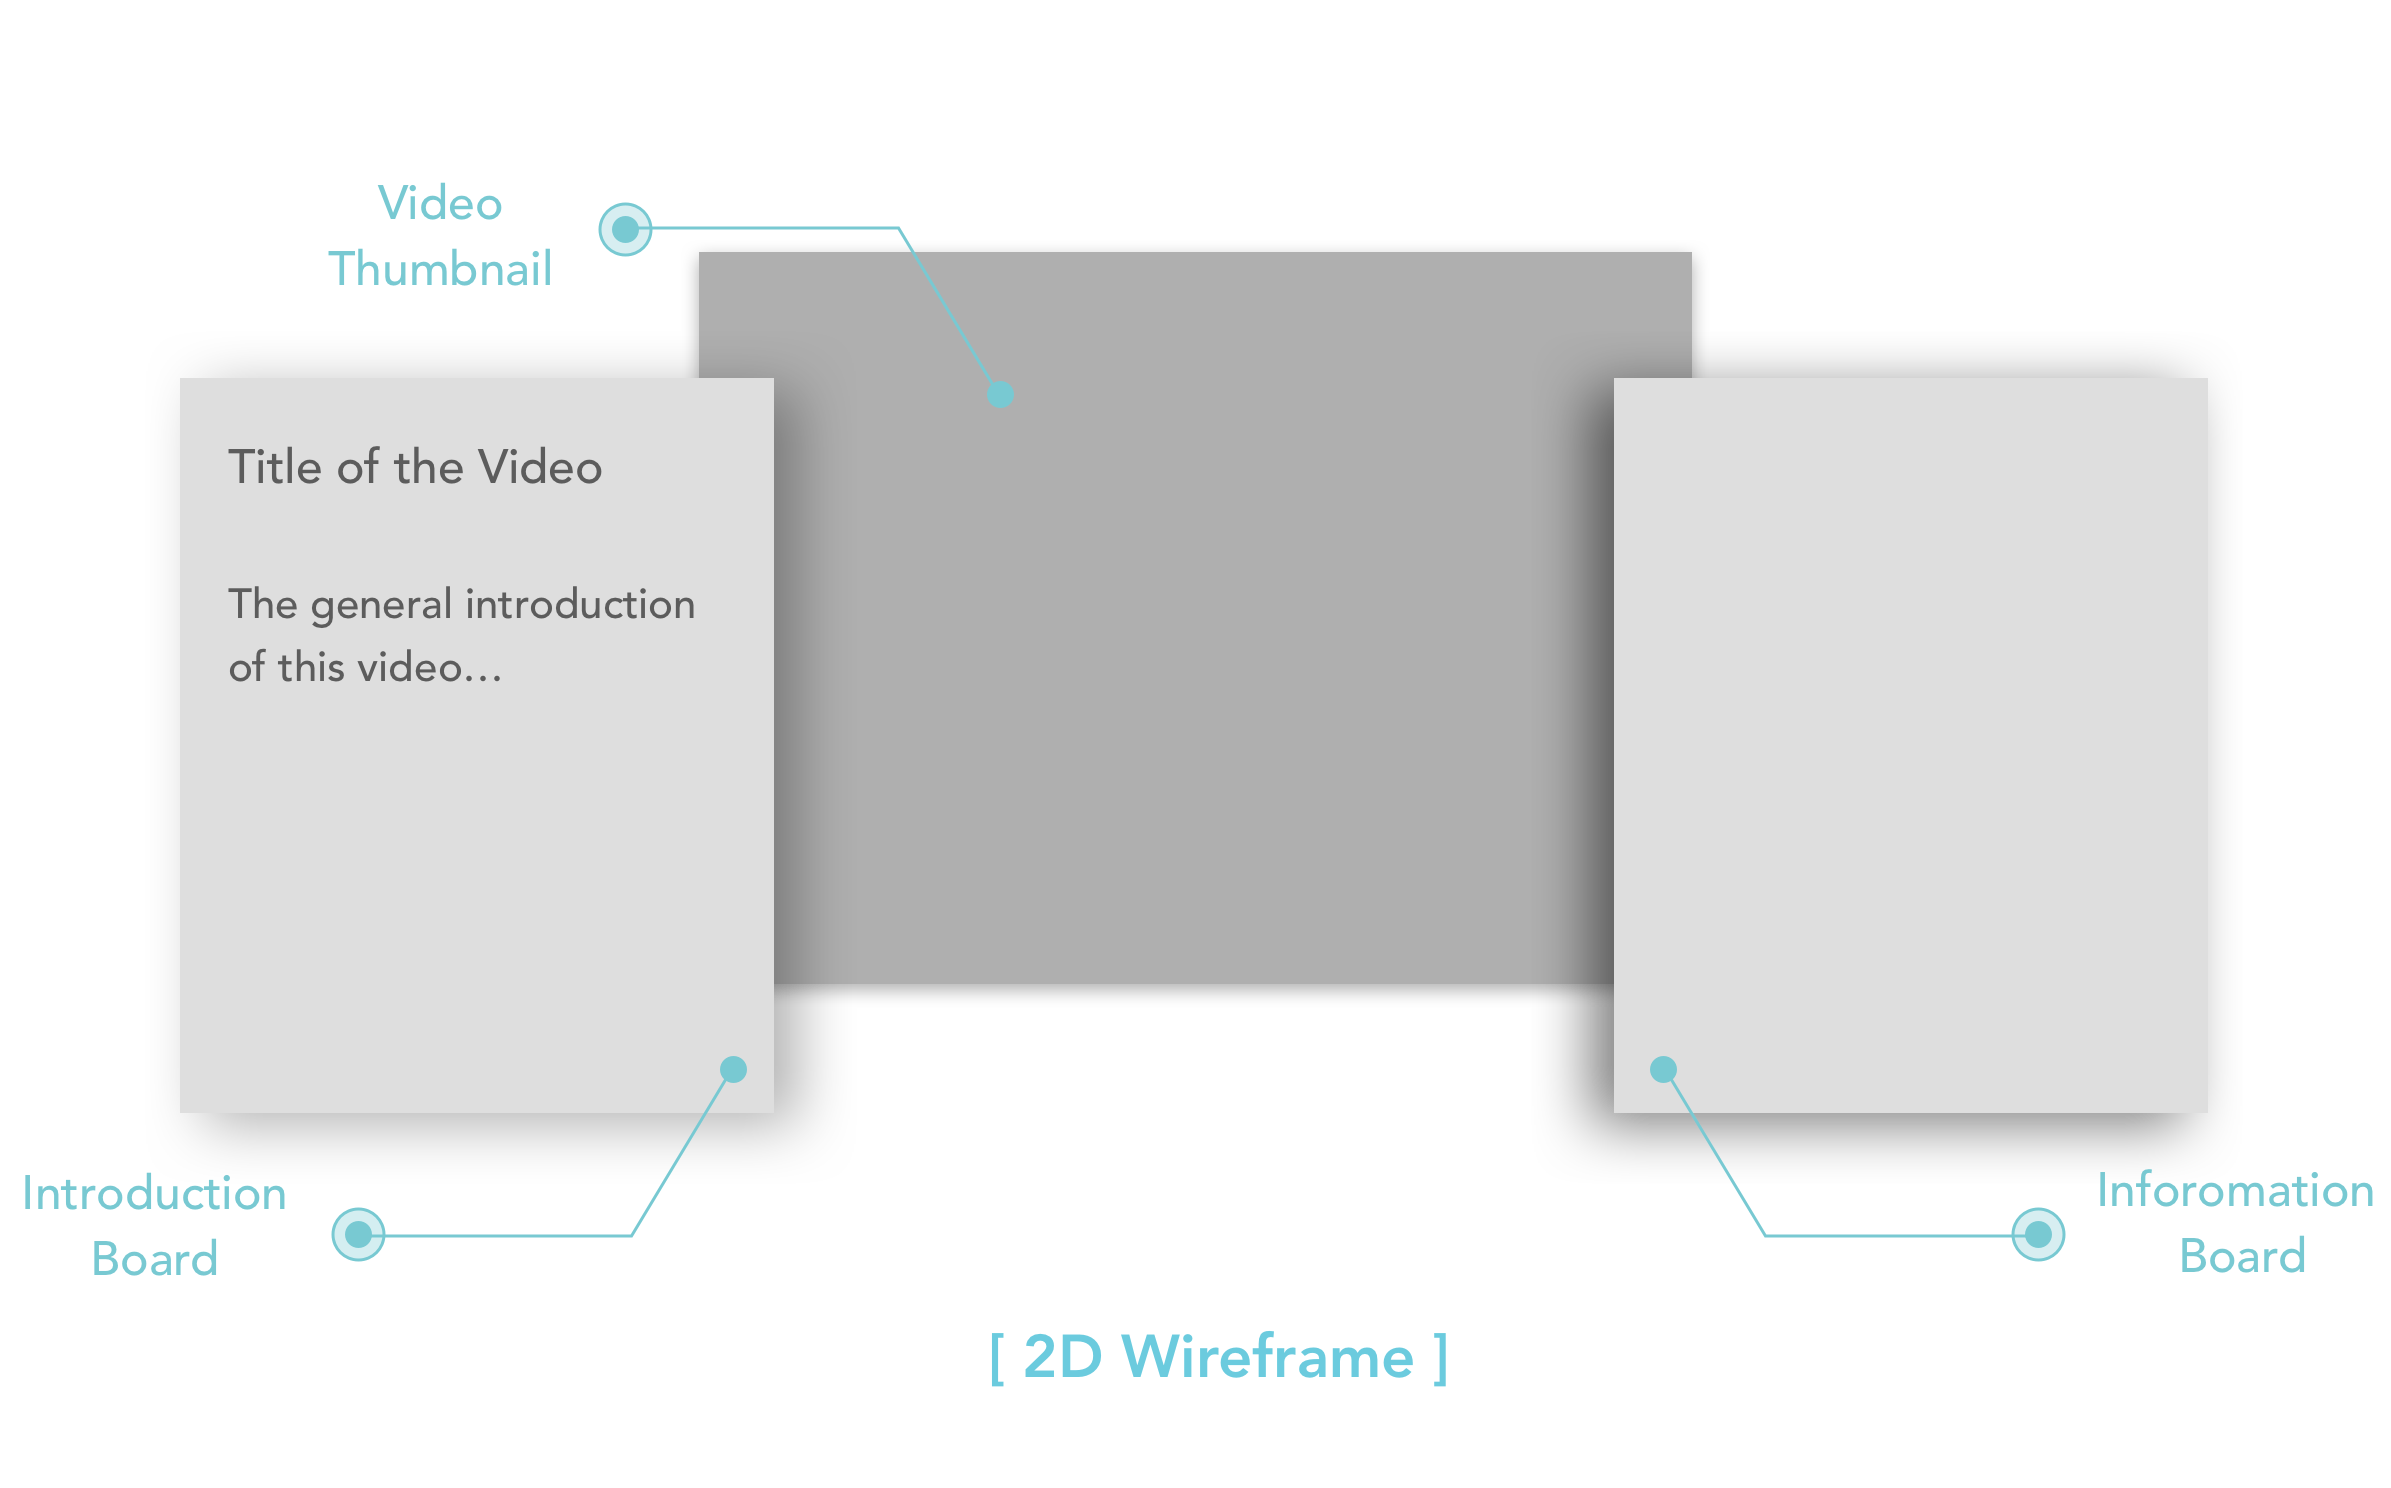 Video
Thumbnail
Title of the Video
The general introduction
of this video…
Introduction
Board
Inforomation
Board
[ 2D Wireframe ]